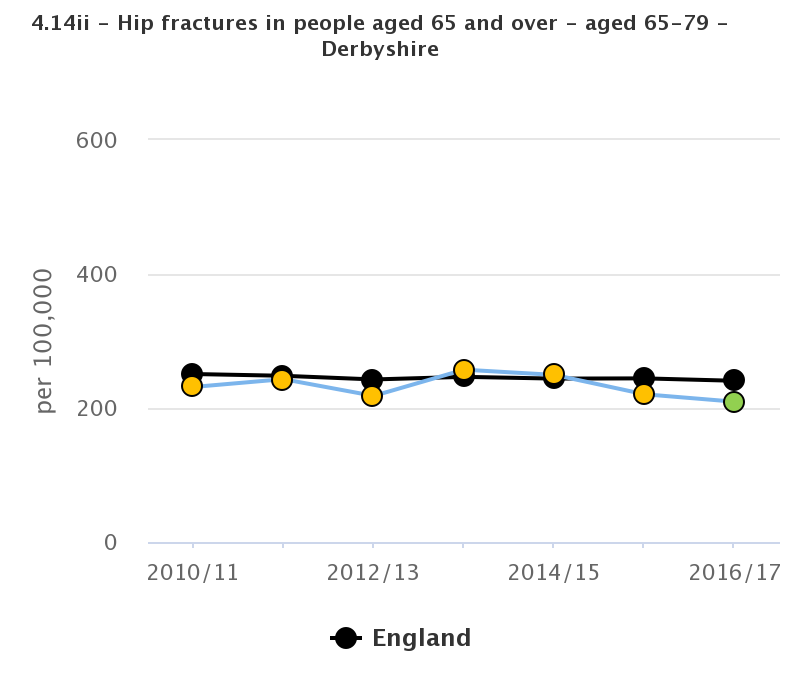 4.14ii – Hip fractures in people aged 65 and over – aged 65–79 –
Derbyshire
600
400
200
0
per 100,000
2010/11 2012/13 2014/15 2016/17
England